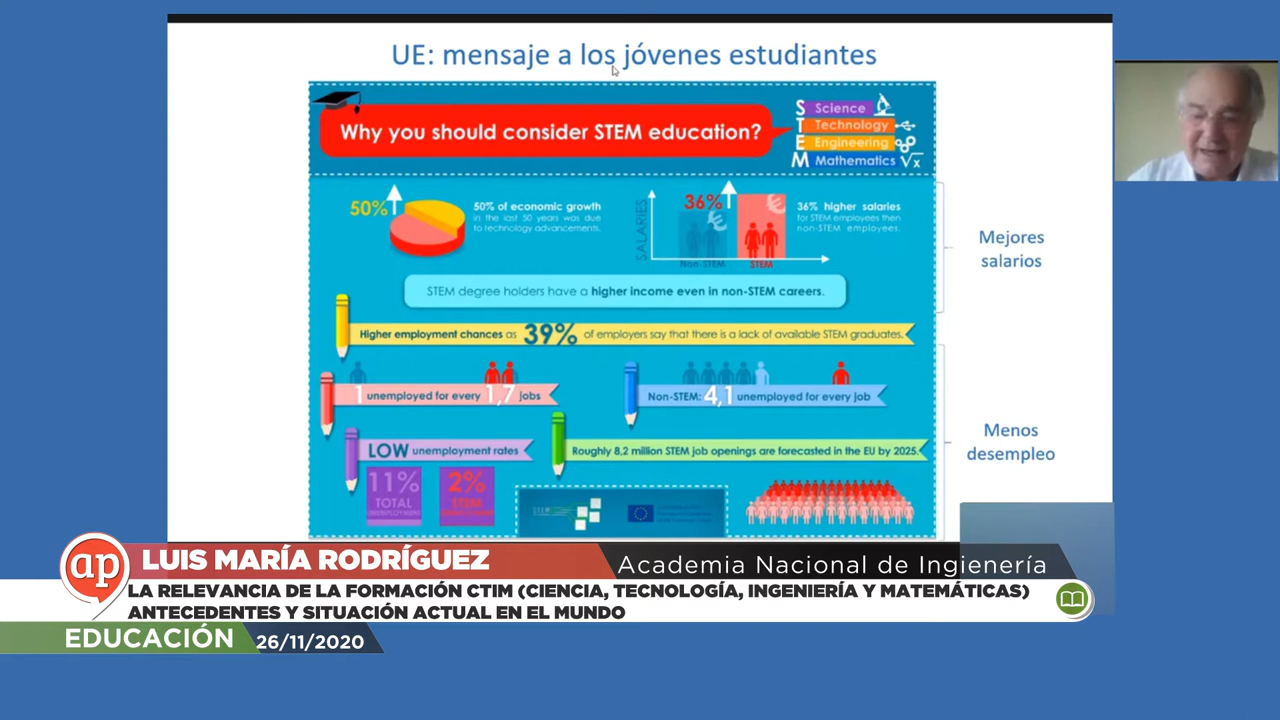 UE: mensaje a los jóvenes estudiantes
Why you should consider STEM education?
S Science
T Technology
E Engineering
M Mathematics
√x
50%
50% of economic growth
in the last 50 years was due
to technology advancements.
SALARIES
36%
Non-STEM
STEM
36% higher salaries
for STEM employees then
non-STEM employees.
Mejores
salarios
STEM degree holders have a higher income even in non-STEM careers.
Higher employment chances as 39% of employers say that there is a lack of available STEM graduates.
1 unemployed for every 1,7 jobs
Non-STEM: 4,1 unemployed for every job
LOW unemployment rates
Roughly 8,2 million STEM job openings are forecasted in the EU by 2025.
Menos
desempleo
11%
TOTAL
UNEMPLOYMENT
2%
STEM
STEM
ap
LUIS MARÍA RODRÍGUEZ
Academia Nacional de Ingienería
LA RELEVANCIA DE LA FORMACIÓN CTIM (CIENCIA, TECNOLOGÍA, INGENIERÍA Y MATEMÁTICAS)
ANTECEDENTES Y SITUACIÓN ACTUAL EN EL MUNDO
EDUCACIÓN
26/11/2020